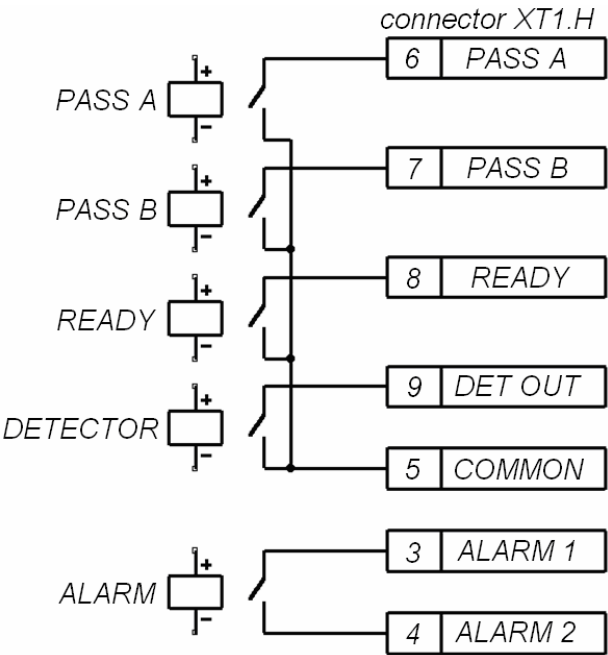 connector XT1.H
6 PASS A
PASS A
+
-
7 PASS B
PASS B
+
-
8 READY
READY
+
-
9 DET OUT
DETECTOR
+
-
5 COMMON
3 ALARM 1
ALARM
+
-
4 ALARM 2